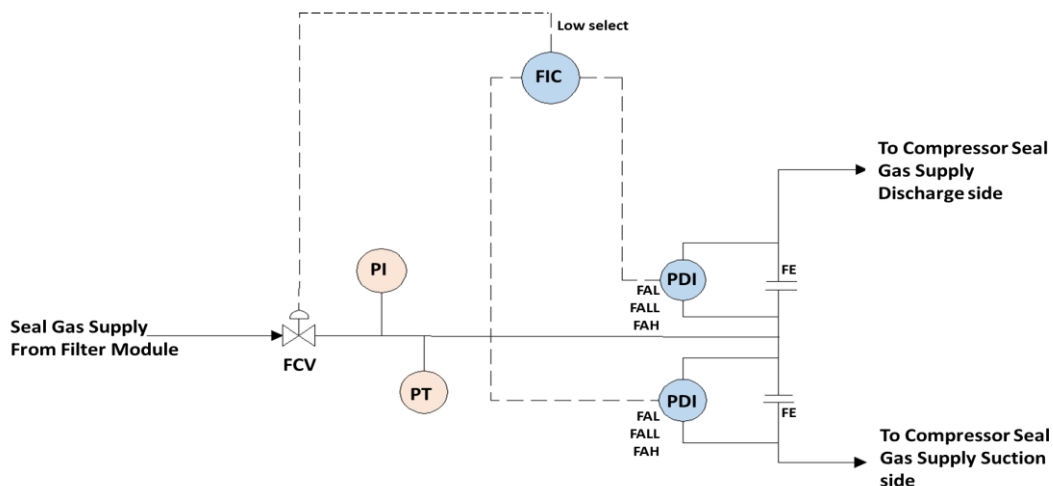 Low select
FIC
To Compressor Seal
Gas Supply
Discharge side
PI
PDI
FE
FAL
FALL
FAH
Seal Gas Supply
From Filter Module
FCV
PT
PDI
FE
FAL
FALL
FAH
To Compressor Seal
Gas Supply Suction
side